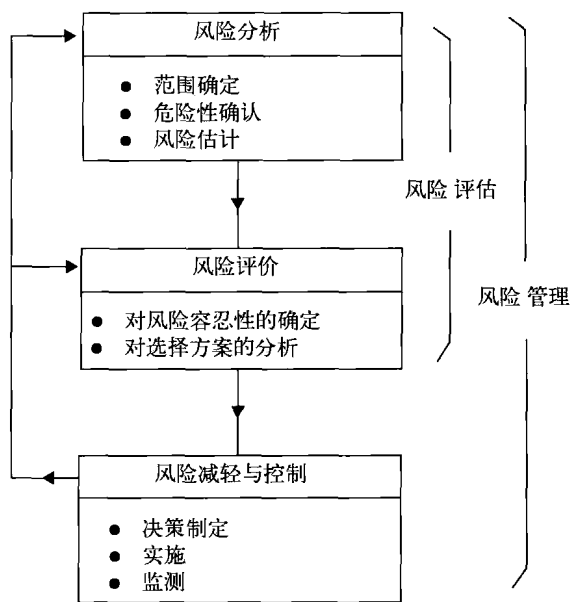 风险分析
● 范围确定
● 危险性确认
● 风险估计
风险 评估
风险评价
● 对风险容忍性的确定
● 对选择方案的分析
风险 管理
风险减轻与控制
● 决策制定
● 实施
● 监测